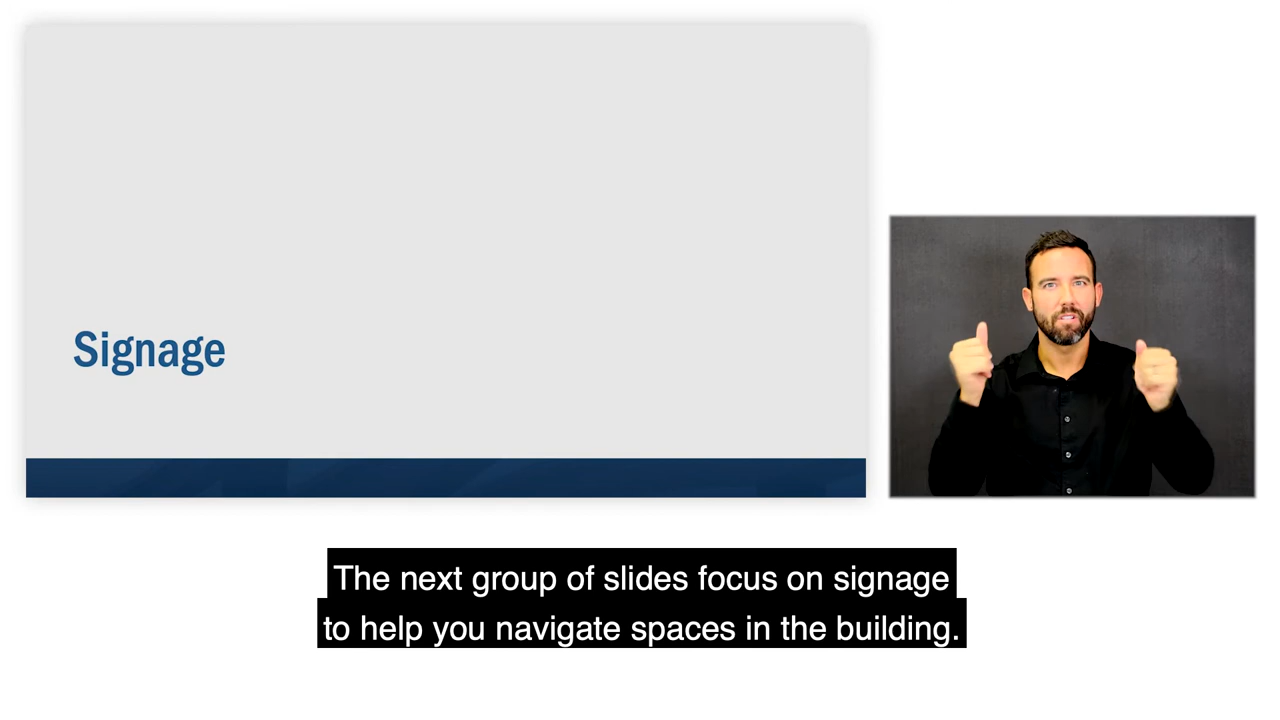 Signage
The next group of slides focus on signage
to help you navigate spaces in the building.